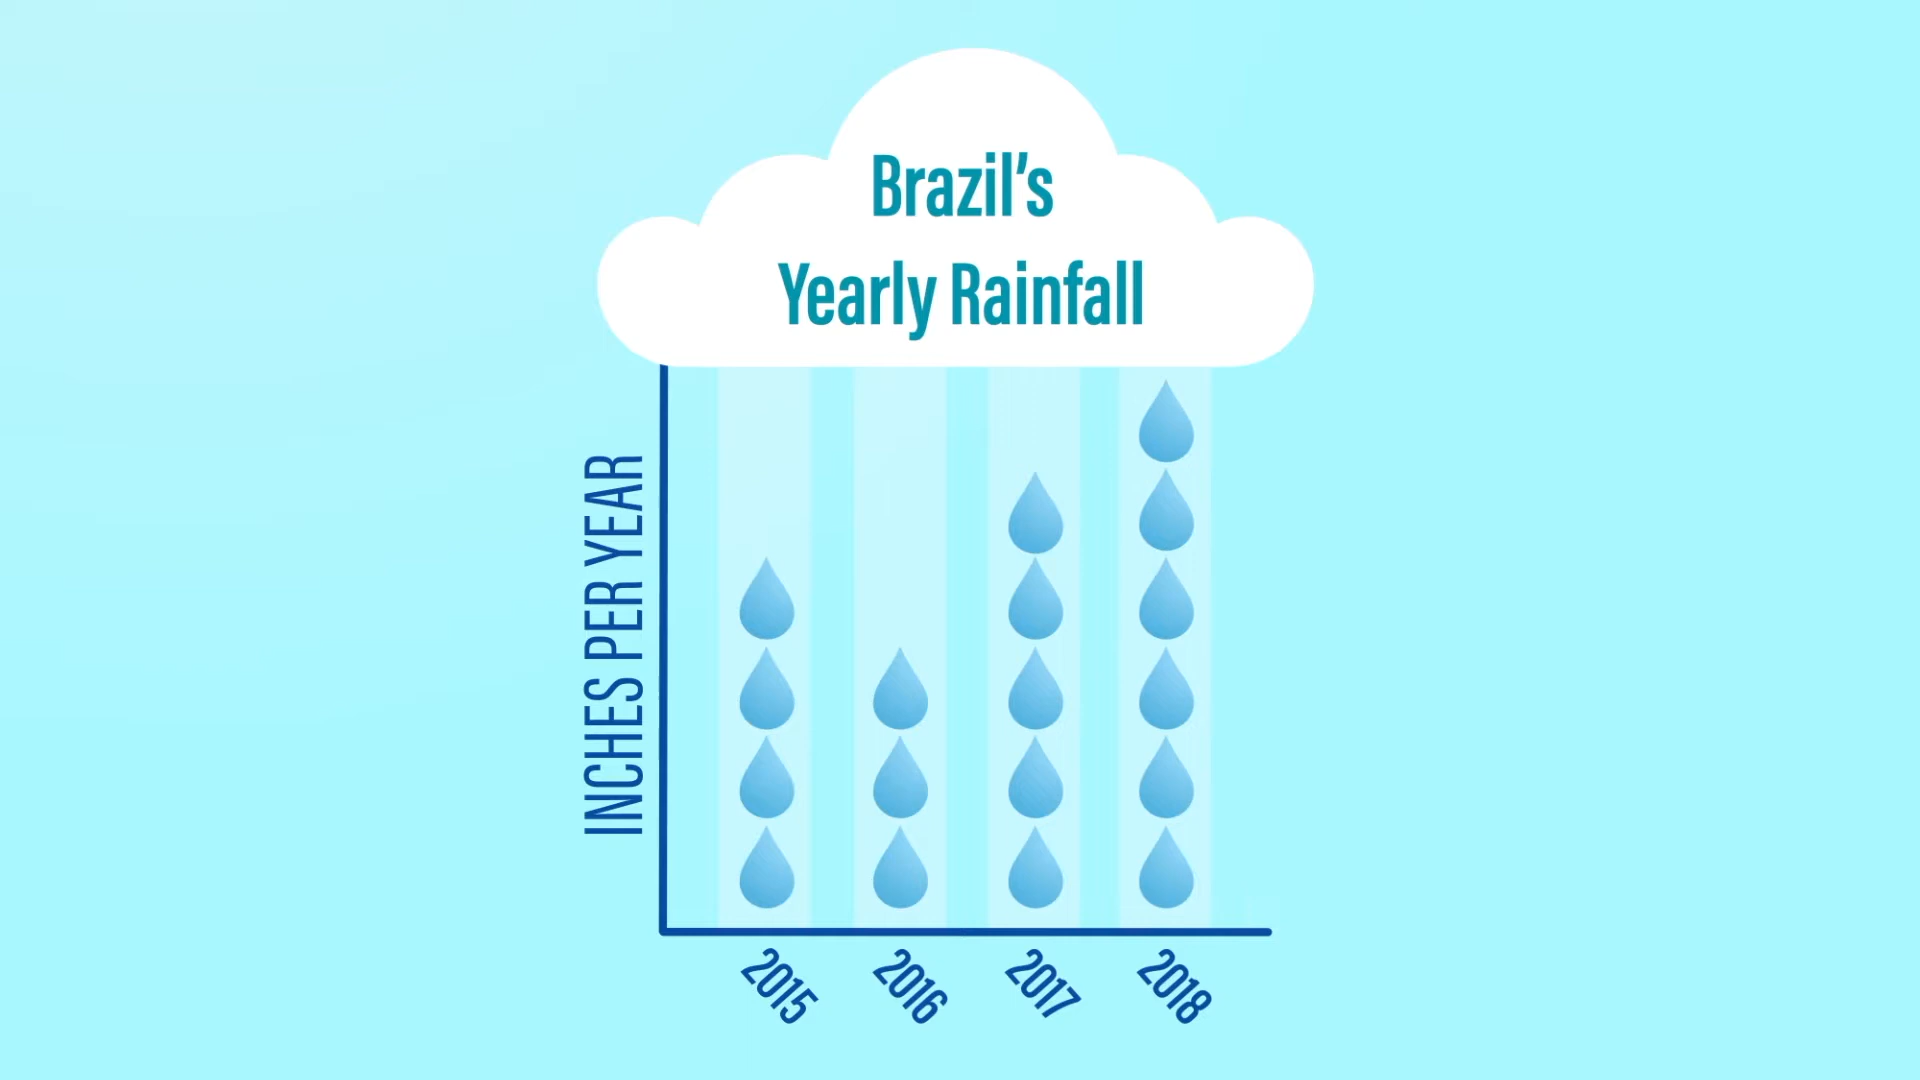 Brazil’s
Yearly Rainfall
INCHES PER YEAR
2015
2016
2017
2018